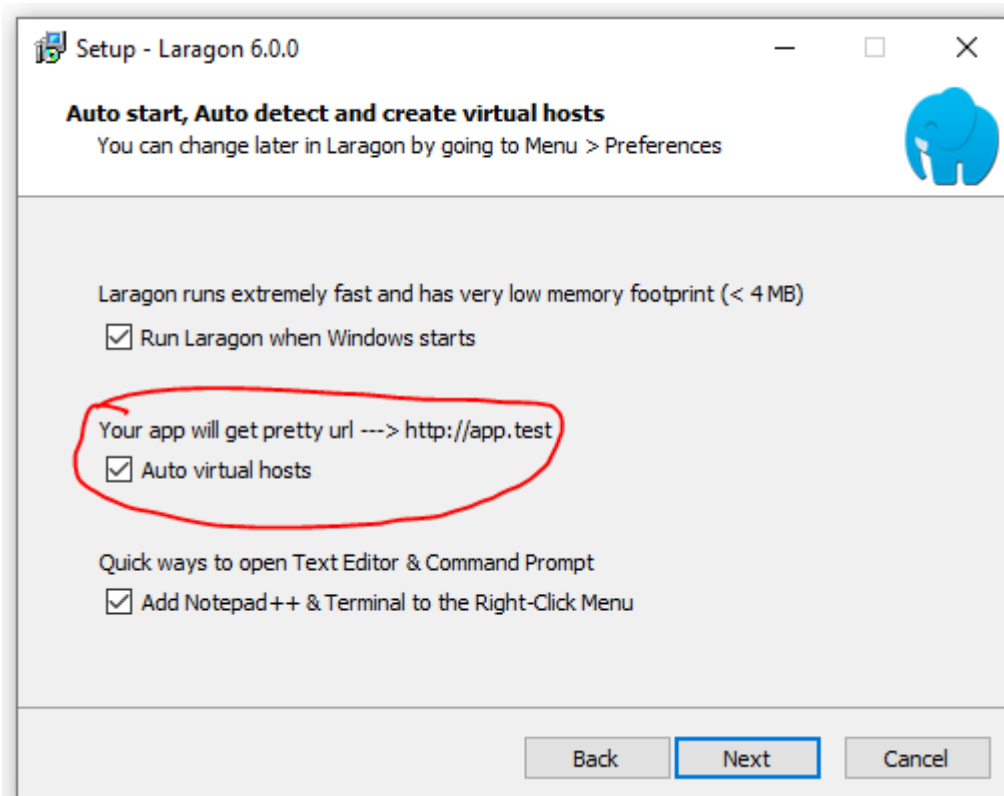 Setup - Laragon 6.0.0
Auto start, Auto detect and create virtual hosts
You can change later in Laragon by going to Menu > Preferences
Laragon runs extremely fast and has very low memory footprint (< 4 MB)
Run Laragon when Windows starts
Your app will get pretty url ---> http://app.test
Auto virtual hosts
Quick ways to open Text Editor & Command Prompt
Add Notepad++ & Terminal to the Right-Click Menu
Back Next Cancel